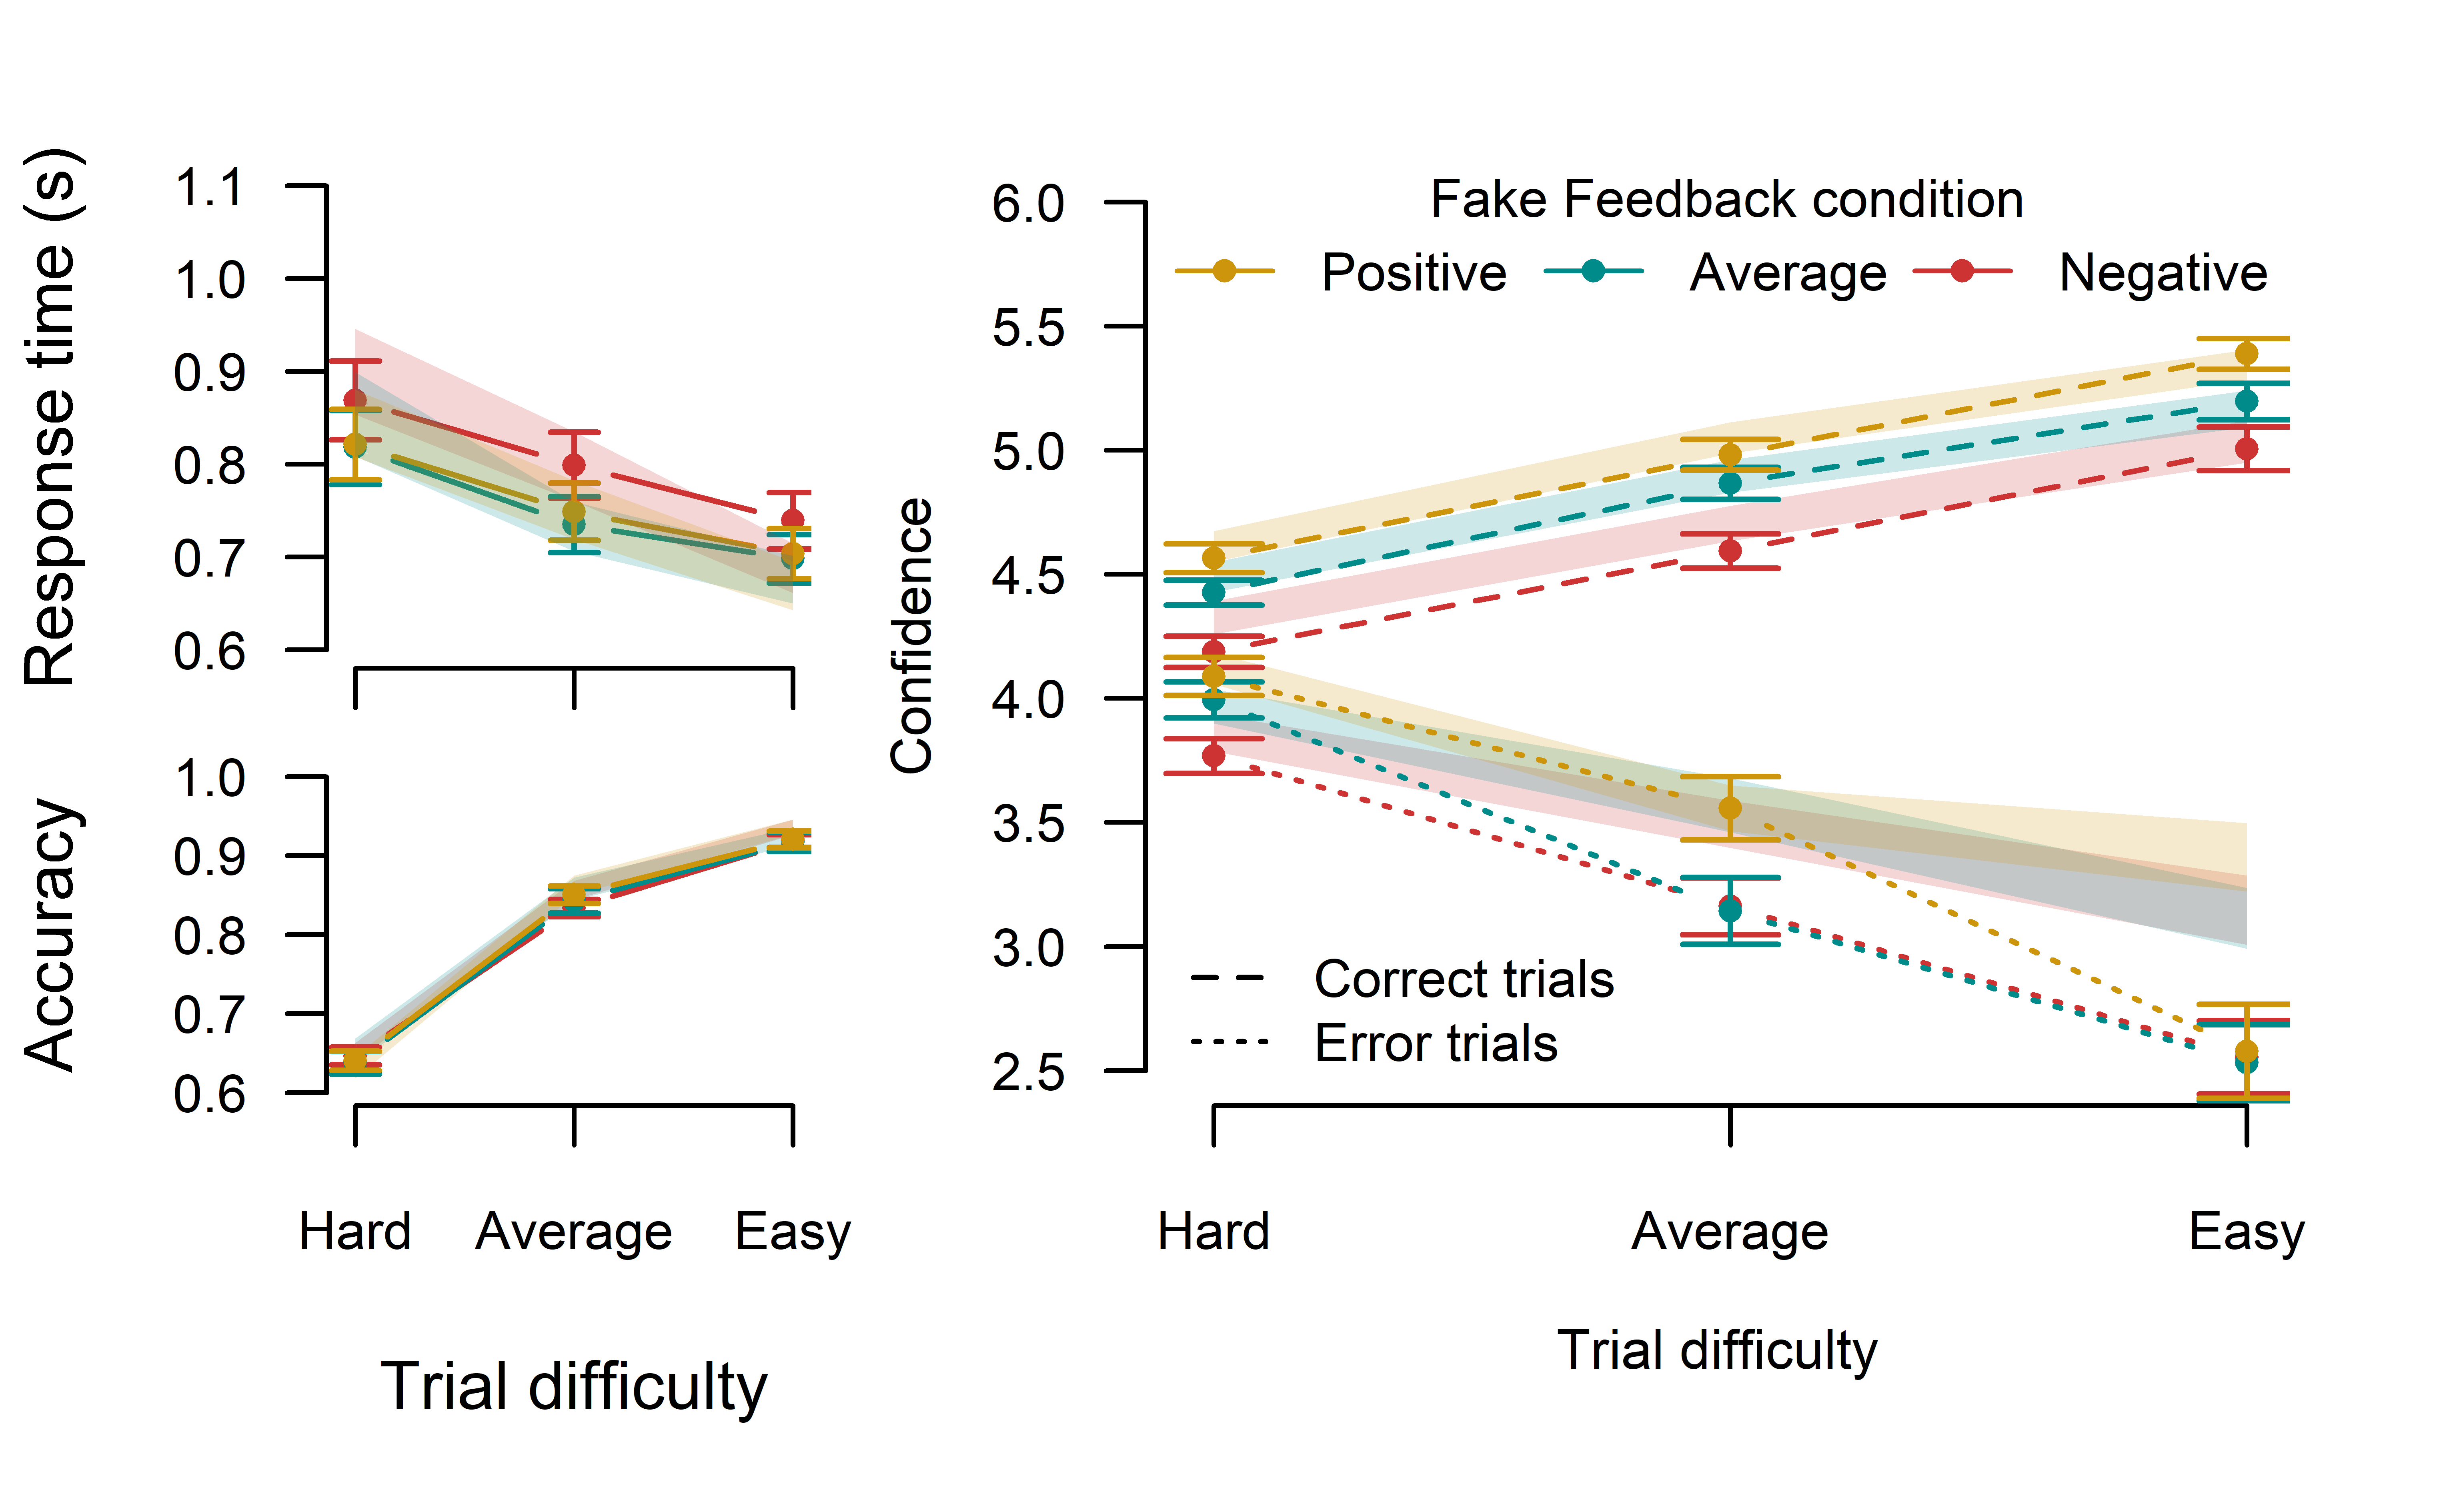 Response time (s)
1.1
1.0
0.9
0.8
0.7
0.6
Accuracy
1.0
0.9
0.8
0.7
0.6
Hard Average Easy
Trial difficulty
Confidence
6.0
5.5
5.0
4.5
4.0
3.5
3.0
2.5
Fake Feedback condition
Positive Average Negative
Correct trials
Error trials
Hard Average Easy
Trial difficulty